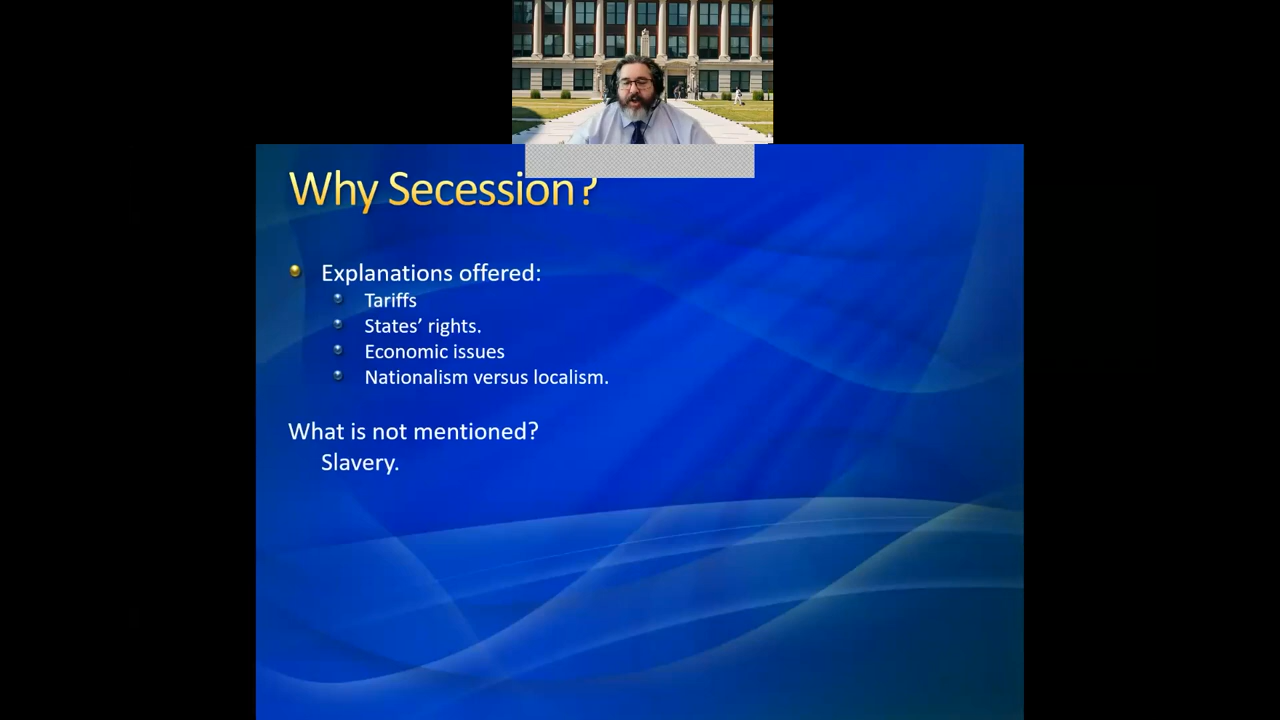 Why Secession?
Explanations offered:
Tariffs
States’ rights.
Economic issues
Nationalism versus localism.
What is not mentioned?
Slavery.